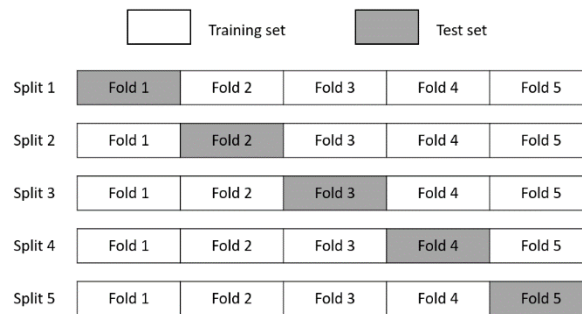 Training set Test set
Split 1 Fold 1 Fold 2 Fold 3 Fold 4 Fold 5
Split 2 Fold 1 Fold 2 Fold 3 Fold 4 Fold 5
Split 3 Fold 1 Fold 2 Fold 3 Fold 4 Fold 5
Split 4 Fold 1 Fold 2 Fold 3 Fold 4 Fold 5
Split 5 Fold 1 Fold 2 Fold 3 Fold 4 Fold 5